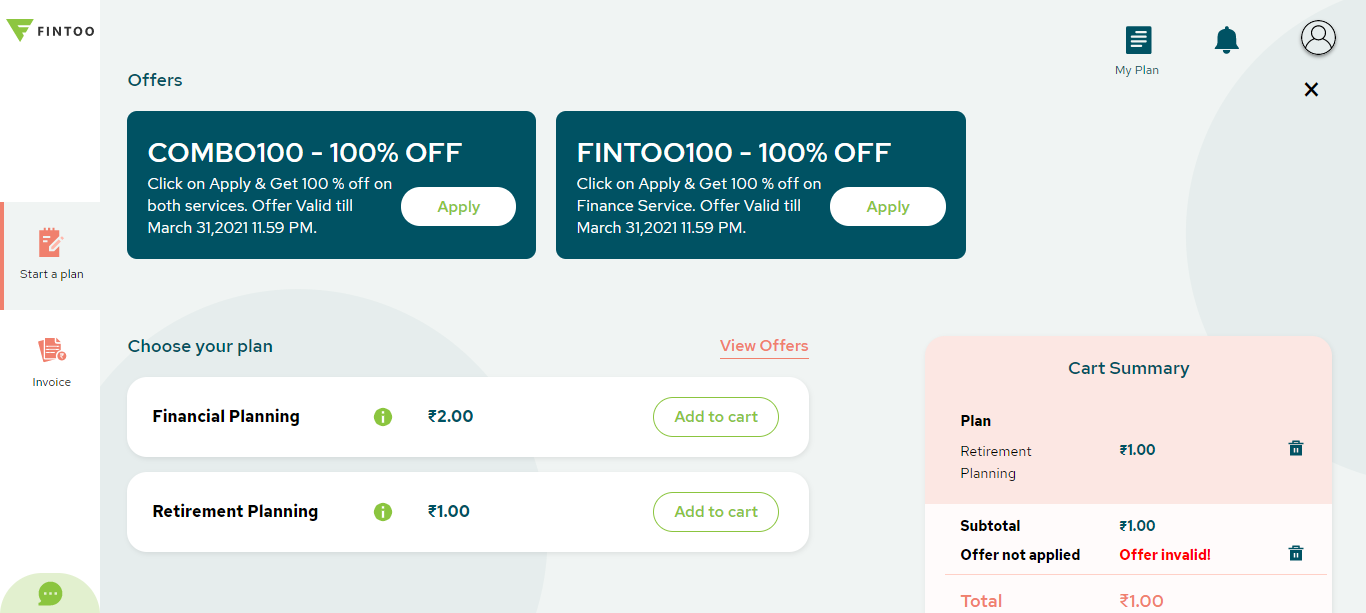 FINTOO
My Plan
Offers
COMBO100 - 100% OFF
Click on Apply & Get 100 % off on
both services. Offer Valid till
March 31,2021 11.59 PM.
Apply
FINTOO100 - 100% OFF
Click on Apply & Get 100 % off on
Finance Service. Offer Valid till
March 31,2021 11.59 PM.
Apply
Start a plan
Invoice
Choose your plan
View Offers
Financial Planning
₹2.00
Add to cart
Retirement Planning
₹1.00
Add to cart
Cart Summary
Plan
Retirement
Planning
₹1.00
Subtotal
₹1.00
Offer not applied
Offer invalid!
Total
₹1.00